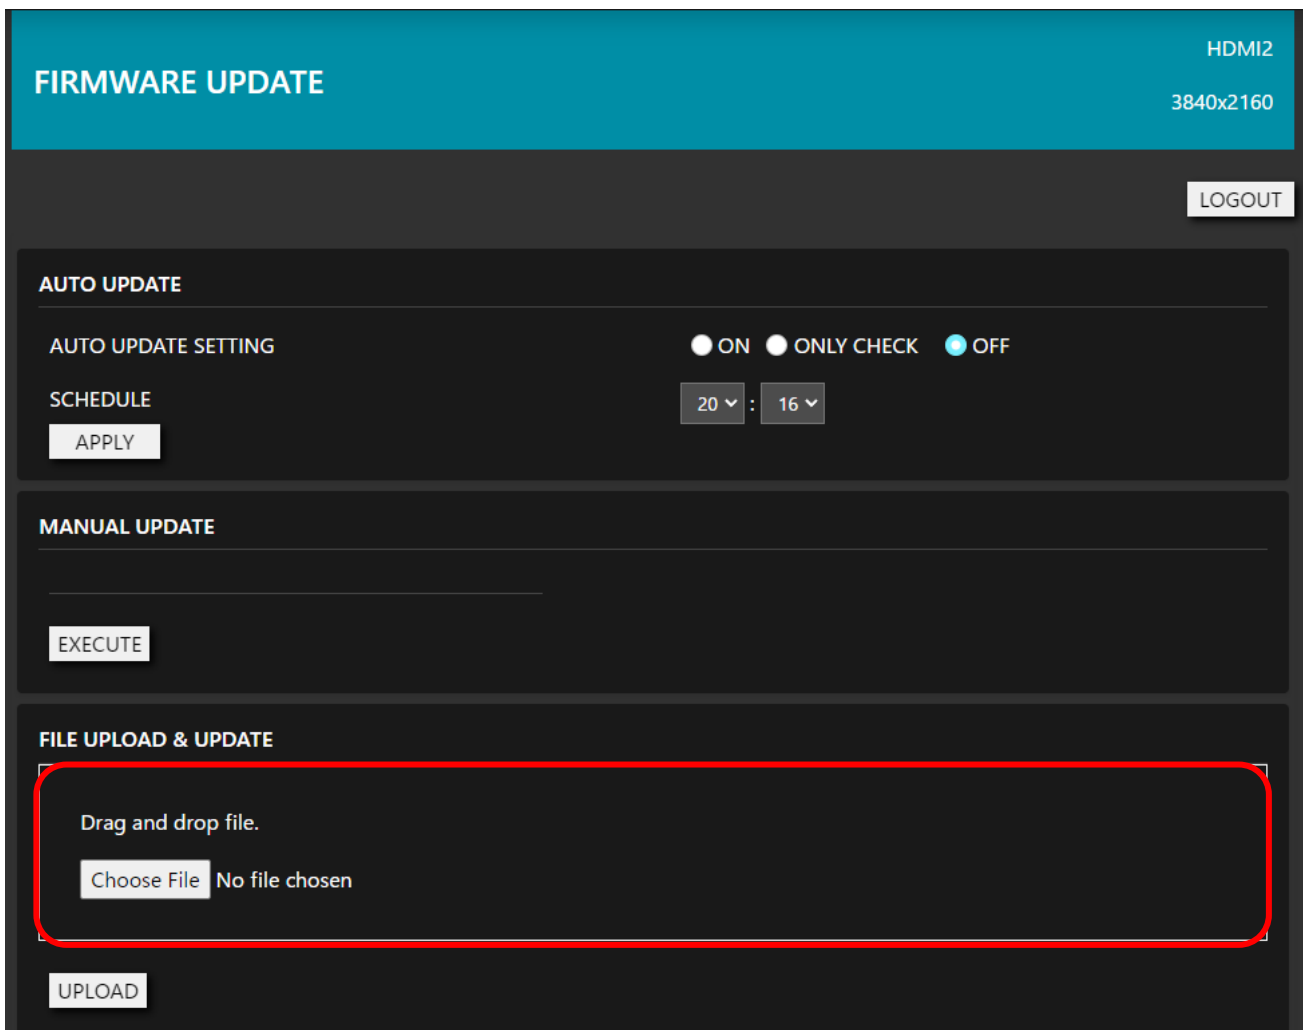 HDMI2
FIRMWARE UPDATE
3840x2160
LOGOUT
AUTO UPDATE
AUTO UPDATE SETTING ON ONLY CHECK OFF
SCHEDULE 20 : 16
APPLY
MANUAL UPDATE
EXECUTE
FILE UPLOAD & UPDATE
Drag and drop file.
Choose File No file chosen
UPLOAD